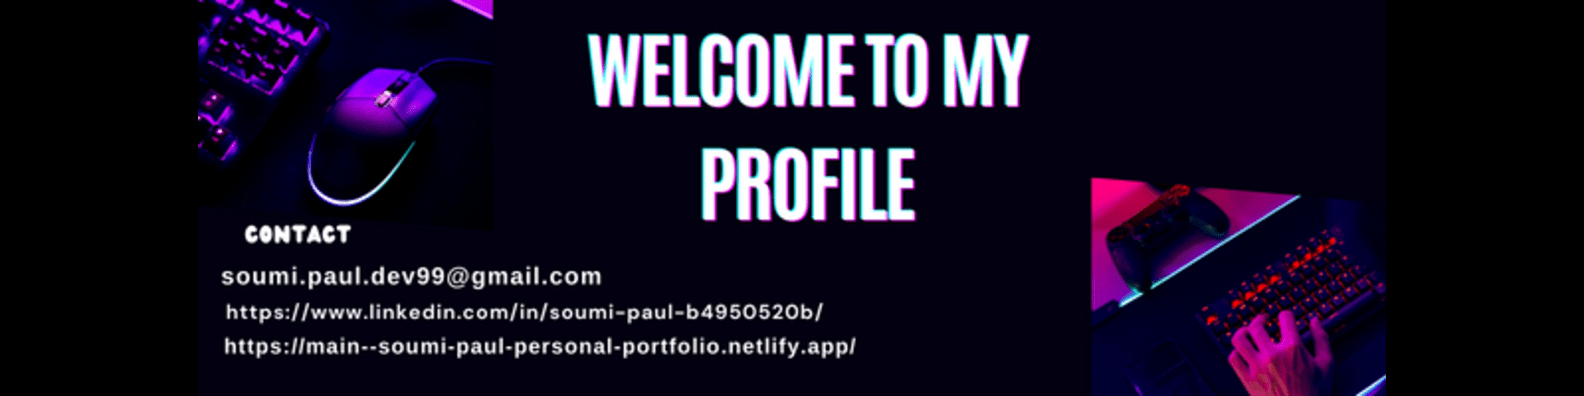 WELCOME TO MY
PROFILE
CONTACT
soumi.paul.dev99@gmail.com
https://www.linkedin.com/in/soumi-paul-b4950520b/
https://main--soumi-paul-personal-portfolio.netlify.app/